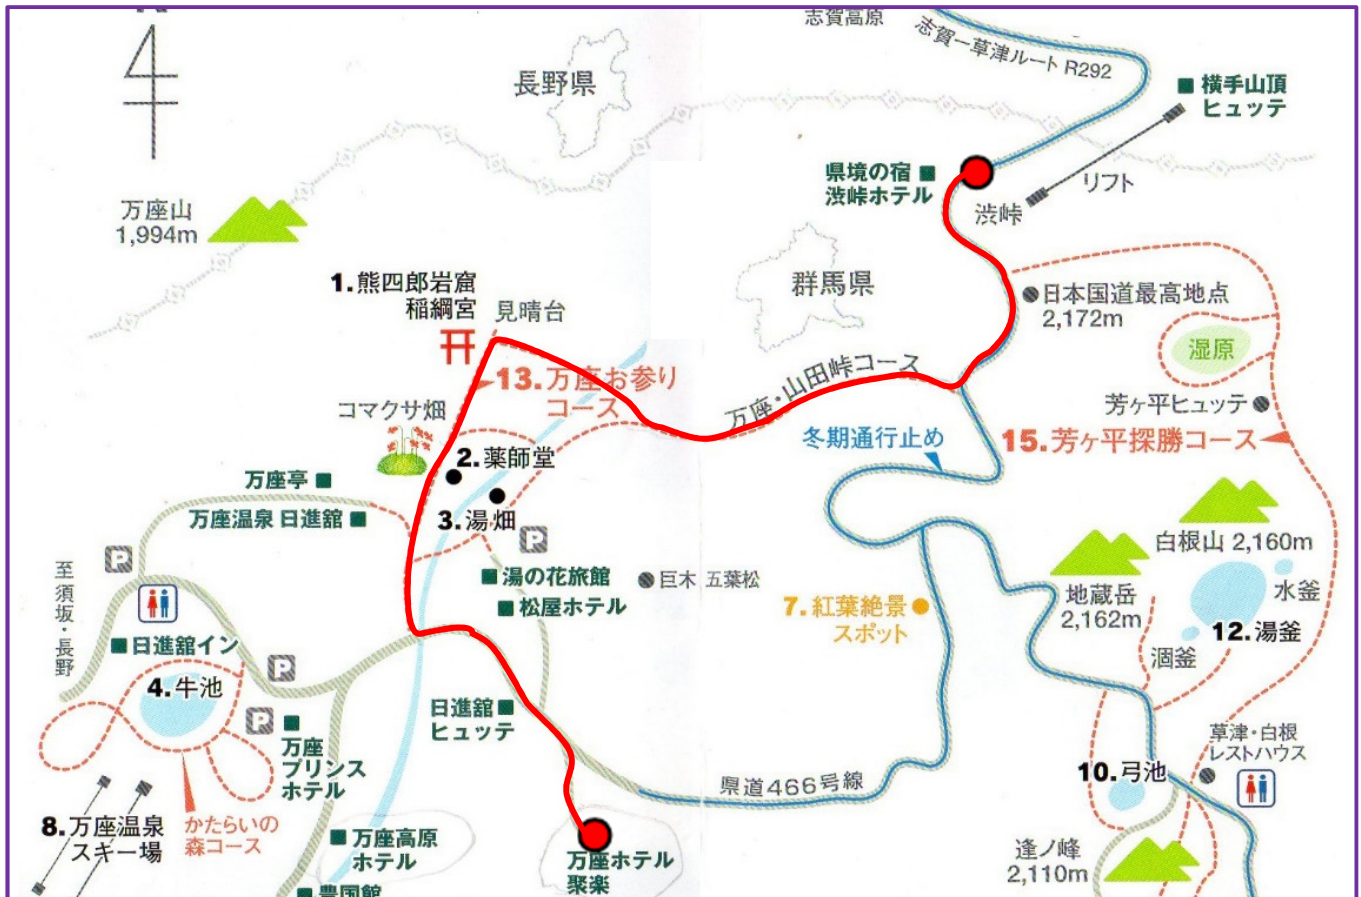 志賀高原
志賀ー草津ルート R292
長野県
横手山頂
ヒュッテ
県境の宿
渋峠ホテル
リフト
渋峠
万座山
1,994m
群馬県
1.熊四郎岩窟
稲綱宮
見晴台
日本国道最高地点
2,172m
湿原
13.万座お参り
コース
万座・山田峠コース
コマクサ畑
芳ヶ平ヒュッテ
冬期通行止め
15.芳ヶ平探勝コース
2.薬師堂
万座亭
万座温泉 日進舘
3.湯畑
P
白根山 2,160m
P
至須坂・長野
湯の花旅館
巨木 五葉松
松屋ホテル
地蔵岳
2,162m
水釜
7.紅葉絶景
スポット
12.湯釜
日進舘イン
涸釜
P
4.牛池
日進舘
ヒュッテ
P
万座
プリンス
ホテル
草津・白根
レストハウス
県道466号線
10.弓池
8.万座温泉
スキー場
かたらいの
森コース
万座高原
ホテル
万座ホテル
聚楽
逢ノ峰
2,110m
豊国館